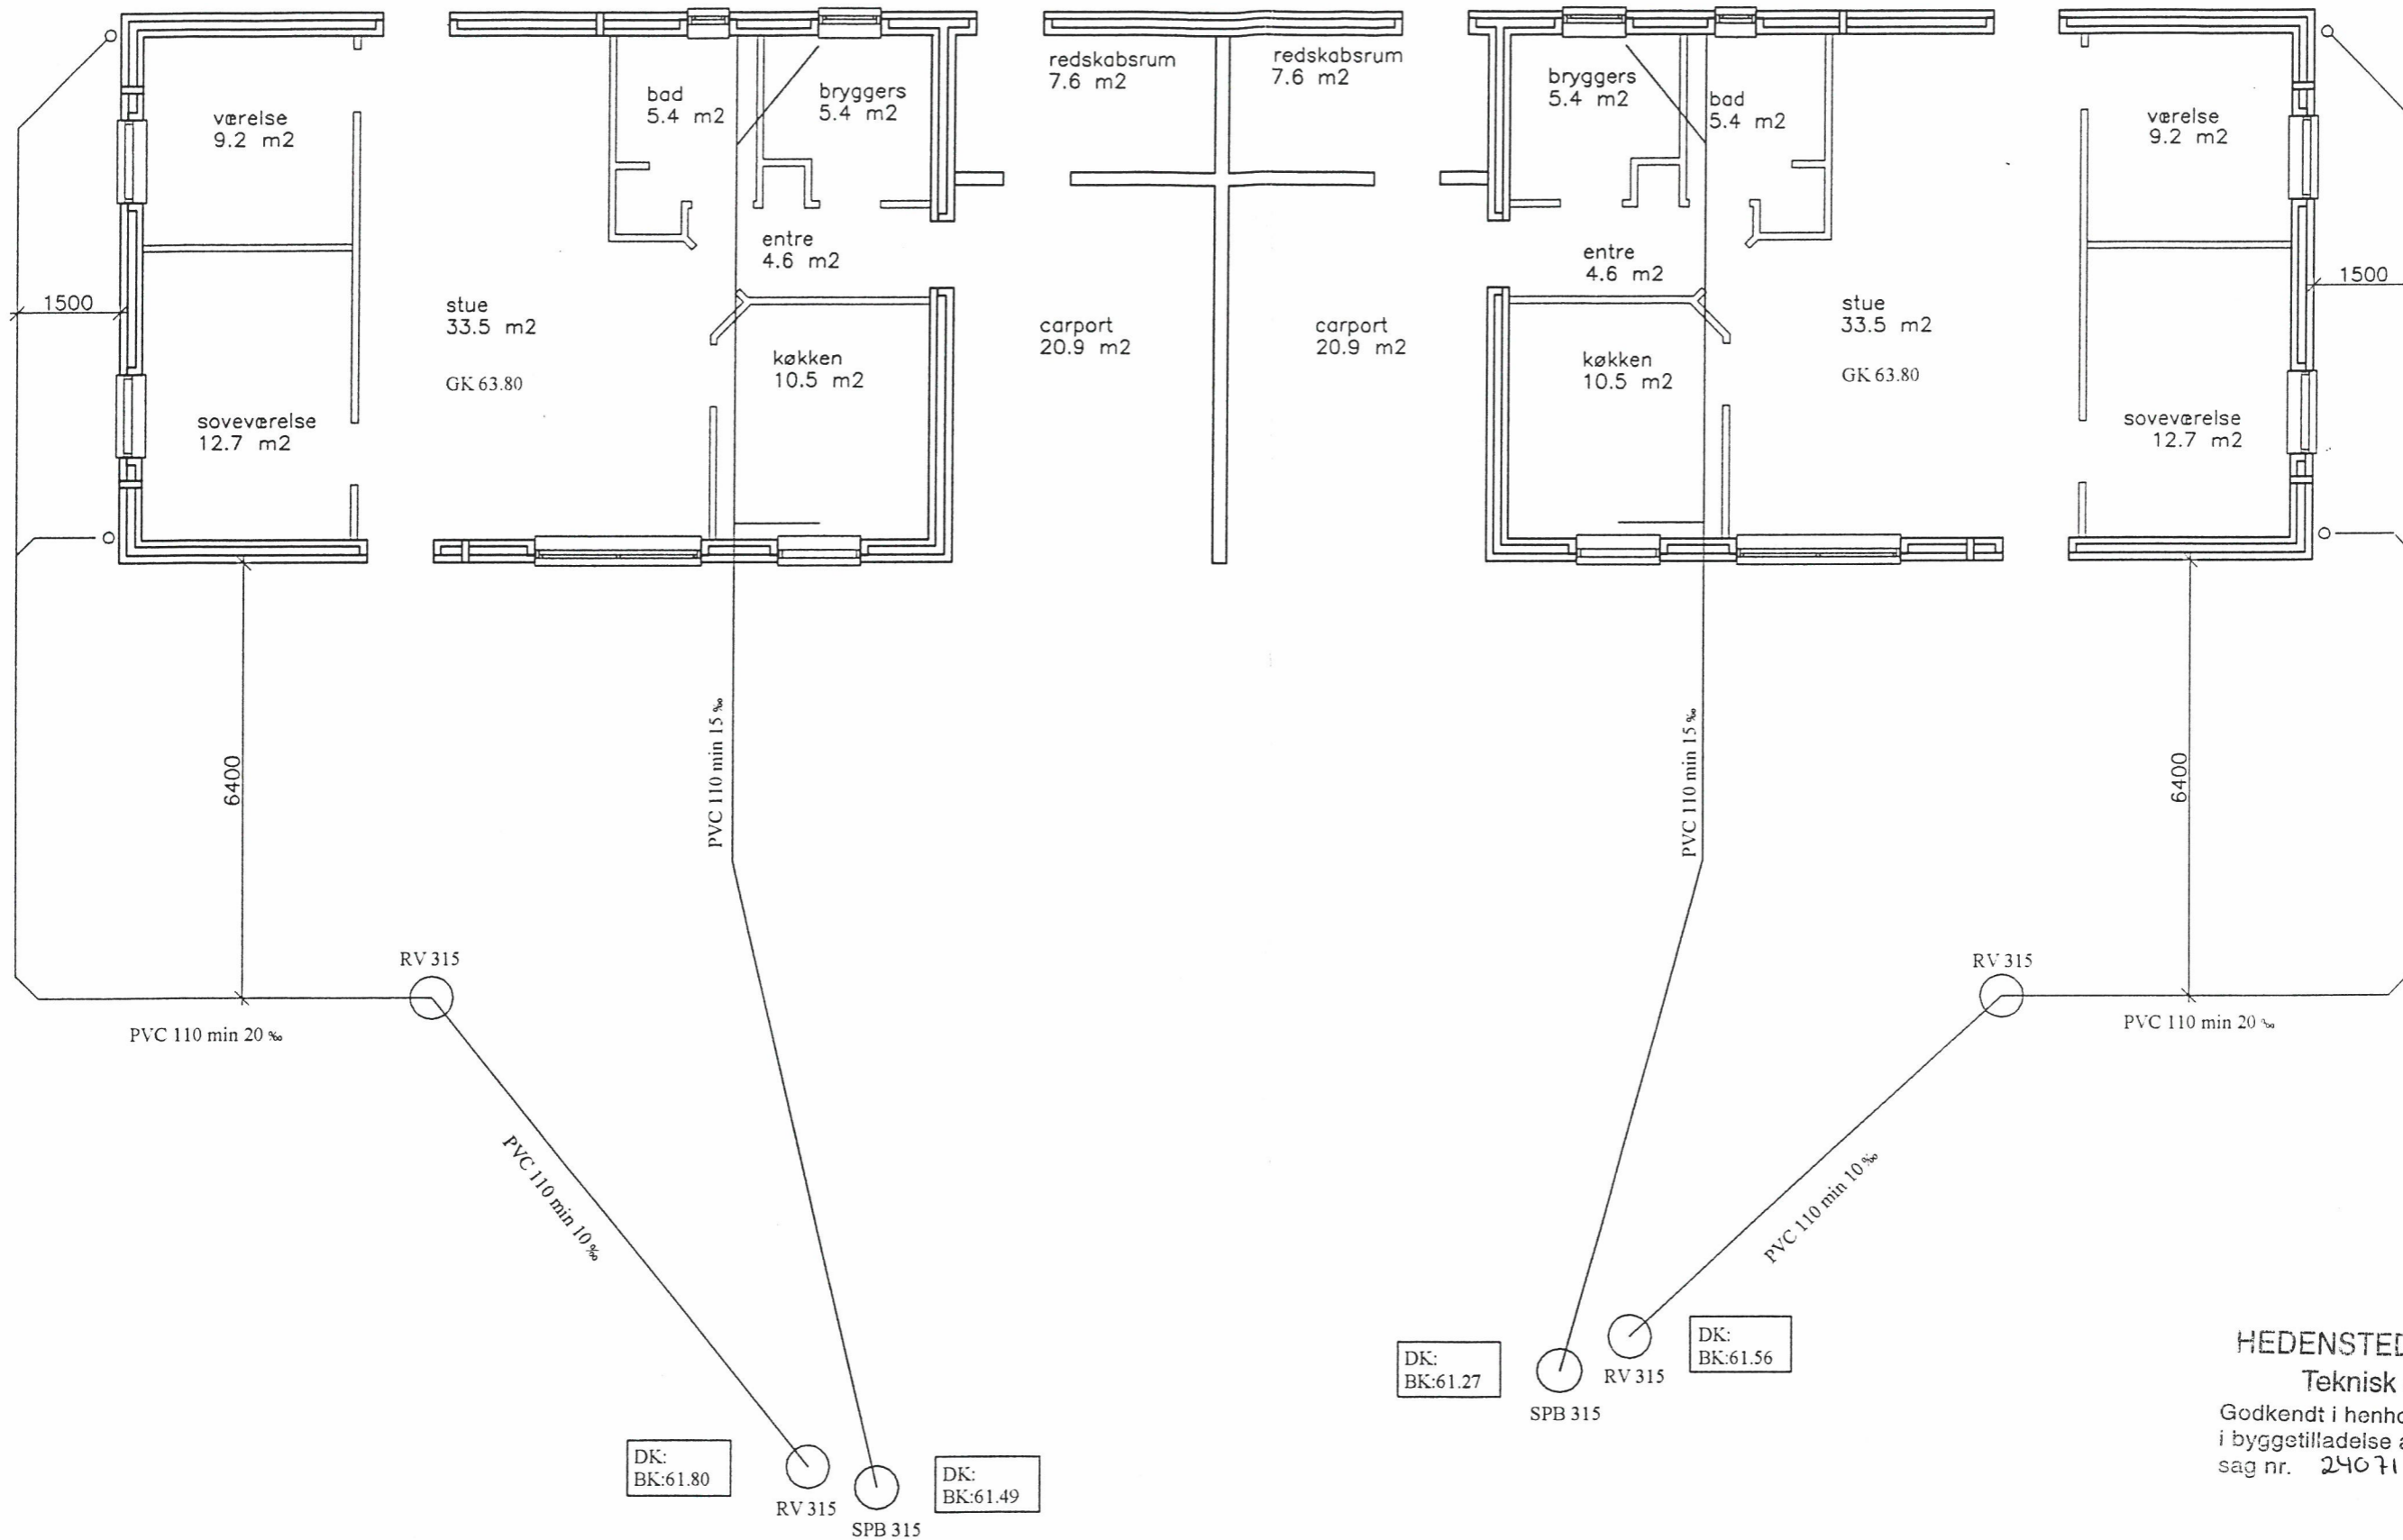 værelse
9.2 m2
bad
5.4 m2
bryggers
5.4 m2
redskabsrum
7.6 m2
redskabsrum
7.6 m2
bryggers
5.4 m2
bad
5.4 m2
værelse
9.2 m2
entre
4.6 m2
entre
4.6 m2
1500
stue
33.5 m2
GK 63.80
køkken
10.5 m2
carport
20.9 m2
carport
20.9 m2
køkken
10.5 m2
stue
33.5 m2
GK 63.80
1500
soveværelse
12.7 m2
soveværelse
12.7 m2
6400
PVC 110 min 15 ‰
PVC 110 min 15 ‰
6400
RV 315
RV 315
PVC 110 min 20 ‰
PVC 110 min 20 ‰
PVC 110 min 10 ‰
PVC 110 min 10 ‰
DK:
BK:61.27
SPB 315
RV 315
DK:
BK:61.56
DK:
BK:61.80
RV 315
SPB 315
DK:
BK:61.49
HEDENSTED
Teknisk
Godkendt i henho
i byggetilladelse a
sag nr. 24071